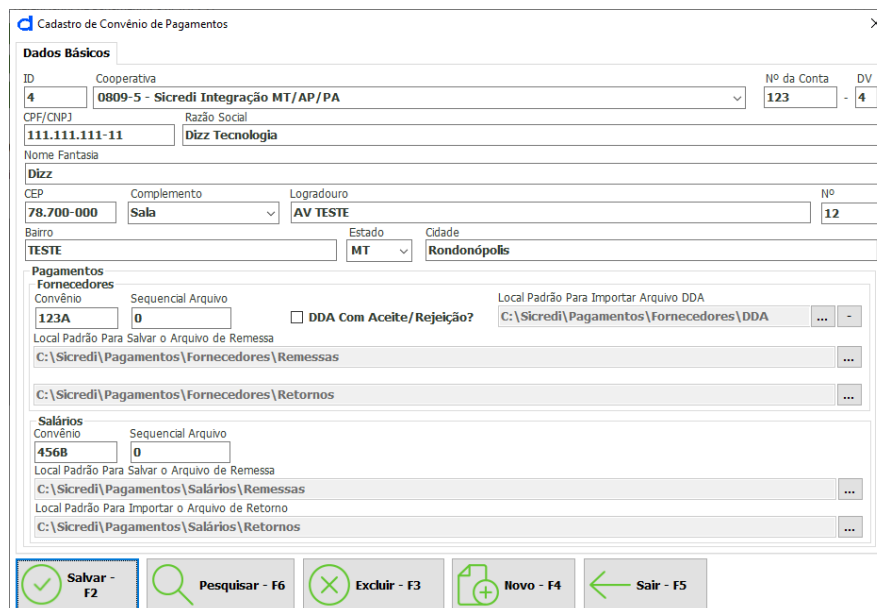 Cadastro de Convênio de Pagamentos
Dados Básicos
ID Cooperativa Nº da Conta DV
4 0809-5 - Sicredi Integração MT/AP/PA 123 - 4
CPF/CNPJ Razão Social
111.111.111-11 Dizz Tecnologia
Nome Fantasia
Dizz
CEP Complemento Logradouro Nº
78.700-000 Sala AV TESTE 12
Bairro Estado Cidade
TESTE MT Rondonópolis
Pagamentos
Fornecedores
Convênio Sequencial Arquivo Local Padrão Para Importar Arquivo DDA
123A 0 DDA Com Aceite/Rejeição? C:\Sicredi\Pagamentos\Fornecedores\DDA ... -
Local Padrão Para Salvar o Arquivo de Remessa
C:\Sicredi\Pagamentos\Fornecedores\Remessas ...
C:\Sicredi\Pagamentos\Fornecedores\Retornos ...
Salários
Convênio Sequencial Arquivo
456B 0
Local Padrão Para Salvar o Arquivo de Remessa
C:\Sicredi\Pagamentos\Salários\Remessas ...
Local Padrão Para Importar o Arquivo de Retorno
C:\Sicredi\Pagamentos\Salários\Retornos ...
Salvar - F2 Pesquisar - F6 Excluir - F3 Novo - F4 Sair - F5